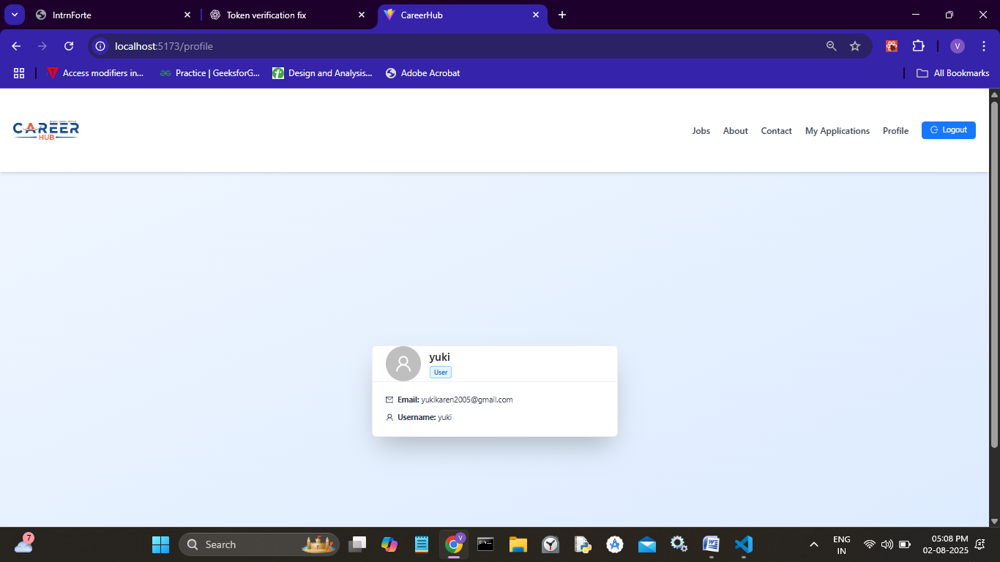 IntrnForte
Token verification fix
CareerHub
localhost:5173/profile
V
Access modifiers in...
Practice | GeeksforG...
Design and Analysis...
Adobe Acrobat
All Bookmarks
CAREER
HUB
Jobs
About
Contact
My Applications
Profile
Logout
yuki
User
Email: yukikaren2005@gmail.com
Username: yuki
7
Search
V
ENG
IN
05:08 PM
02-08-2025